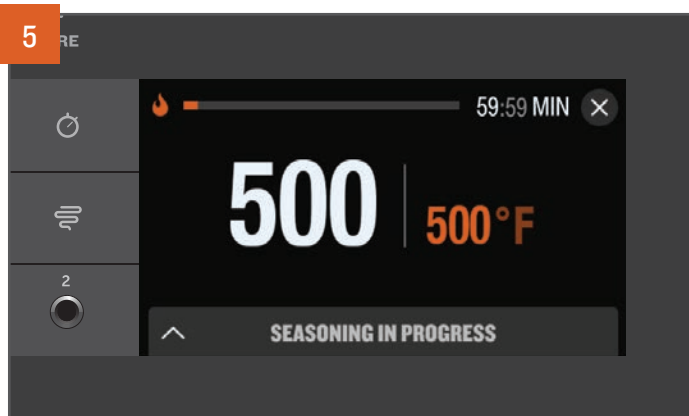 5
RE
59:59 MIN
500 500°F
2
SEASONING IN PROGRESS